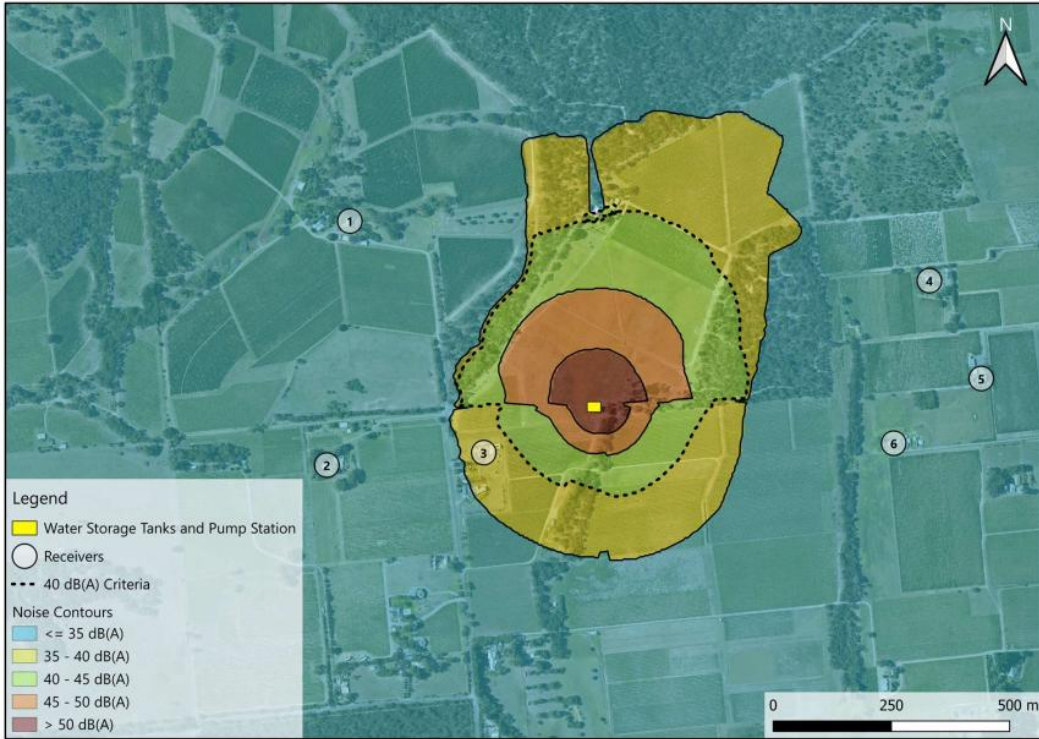 N
1
4
5
6
3
2
Legend
Water Storage Tanks and Pump Station
Receivers
40 dB(A) Criteria
Noise Contours
<= 35 dB(A)
35 - 40 dB(A)
40 - 45 dB(A)
45 - 50 dB(A)
> 50 dB(A)
0 250 500 m